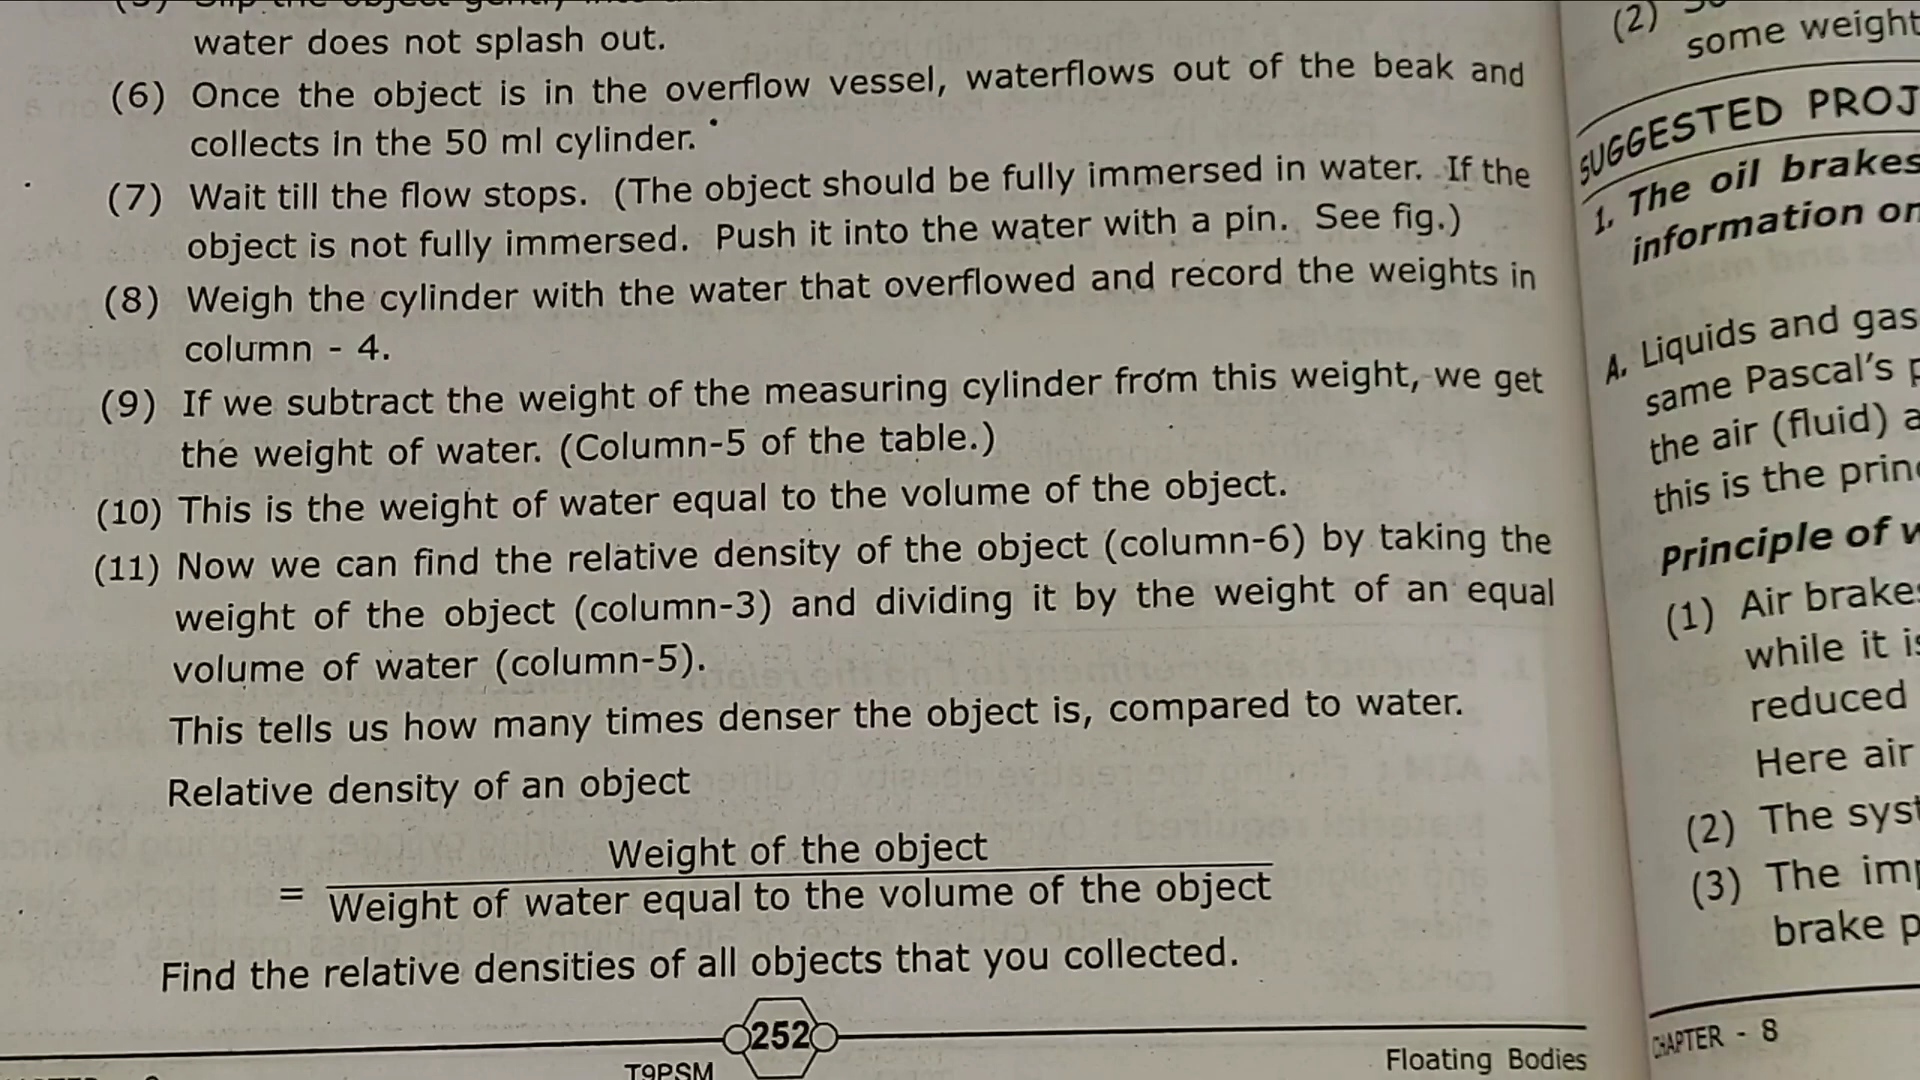 water does not splash out.
(6) Once the object is in the overflow vessel, waterflows out of the beak and
collects in the 50 ml cylinder.
(7) Wait till the flow stops. (The object should be fully immersed in water. If the
object is not fully immersed. Push it into the water with a pin. See fig.)
(8) Weigh the cylinder with the water that overflowed and record the weights in
column - 4.
(9) If we subtract the weight of the measuring cylinder from this weight, we get
the weight of water. (Column-5 of the table.)
(10) This is the weight of water equal to the volume of the object.
(11) Now we can find the relative density of the object (column-6) by taking the
weight of the object (column-3) and dividing it by the weight of an equal
volume of water (column-5).
This tells us how many times denser the object is, compared to water.
Relative density of an object
Weight of the object
=
Weight of water equal to the volume of the object
Find the relative densities of all objects that you collected.
252
T9PSM
Floating Bodies
(2)
some weight
SUGGESTED PROJ
1. The oil brakes
information on
A. Liquids and gas
same Pascal's p
the air (fluid) a
this is the princ
Principle of w
(1) Air brakes
while it is
reduced
Here air
(2) The syst
(3) The imp
brake p
CHAPTER - 8